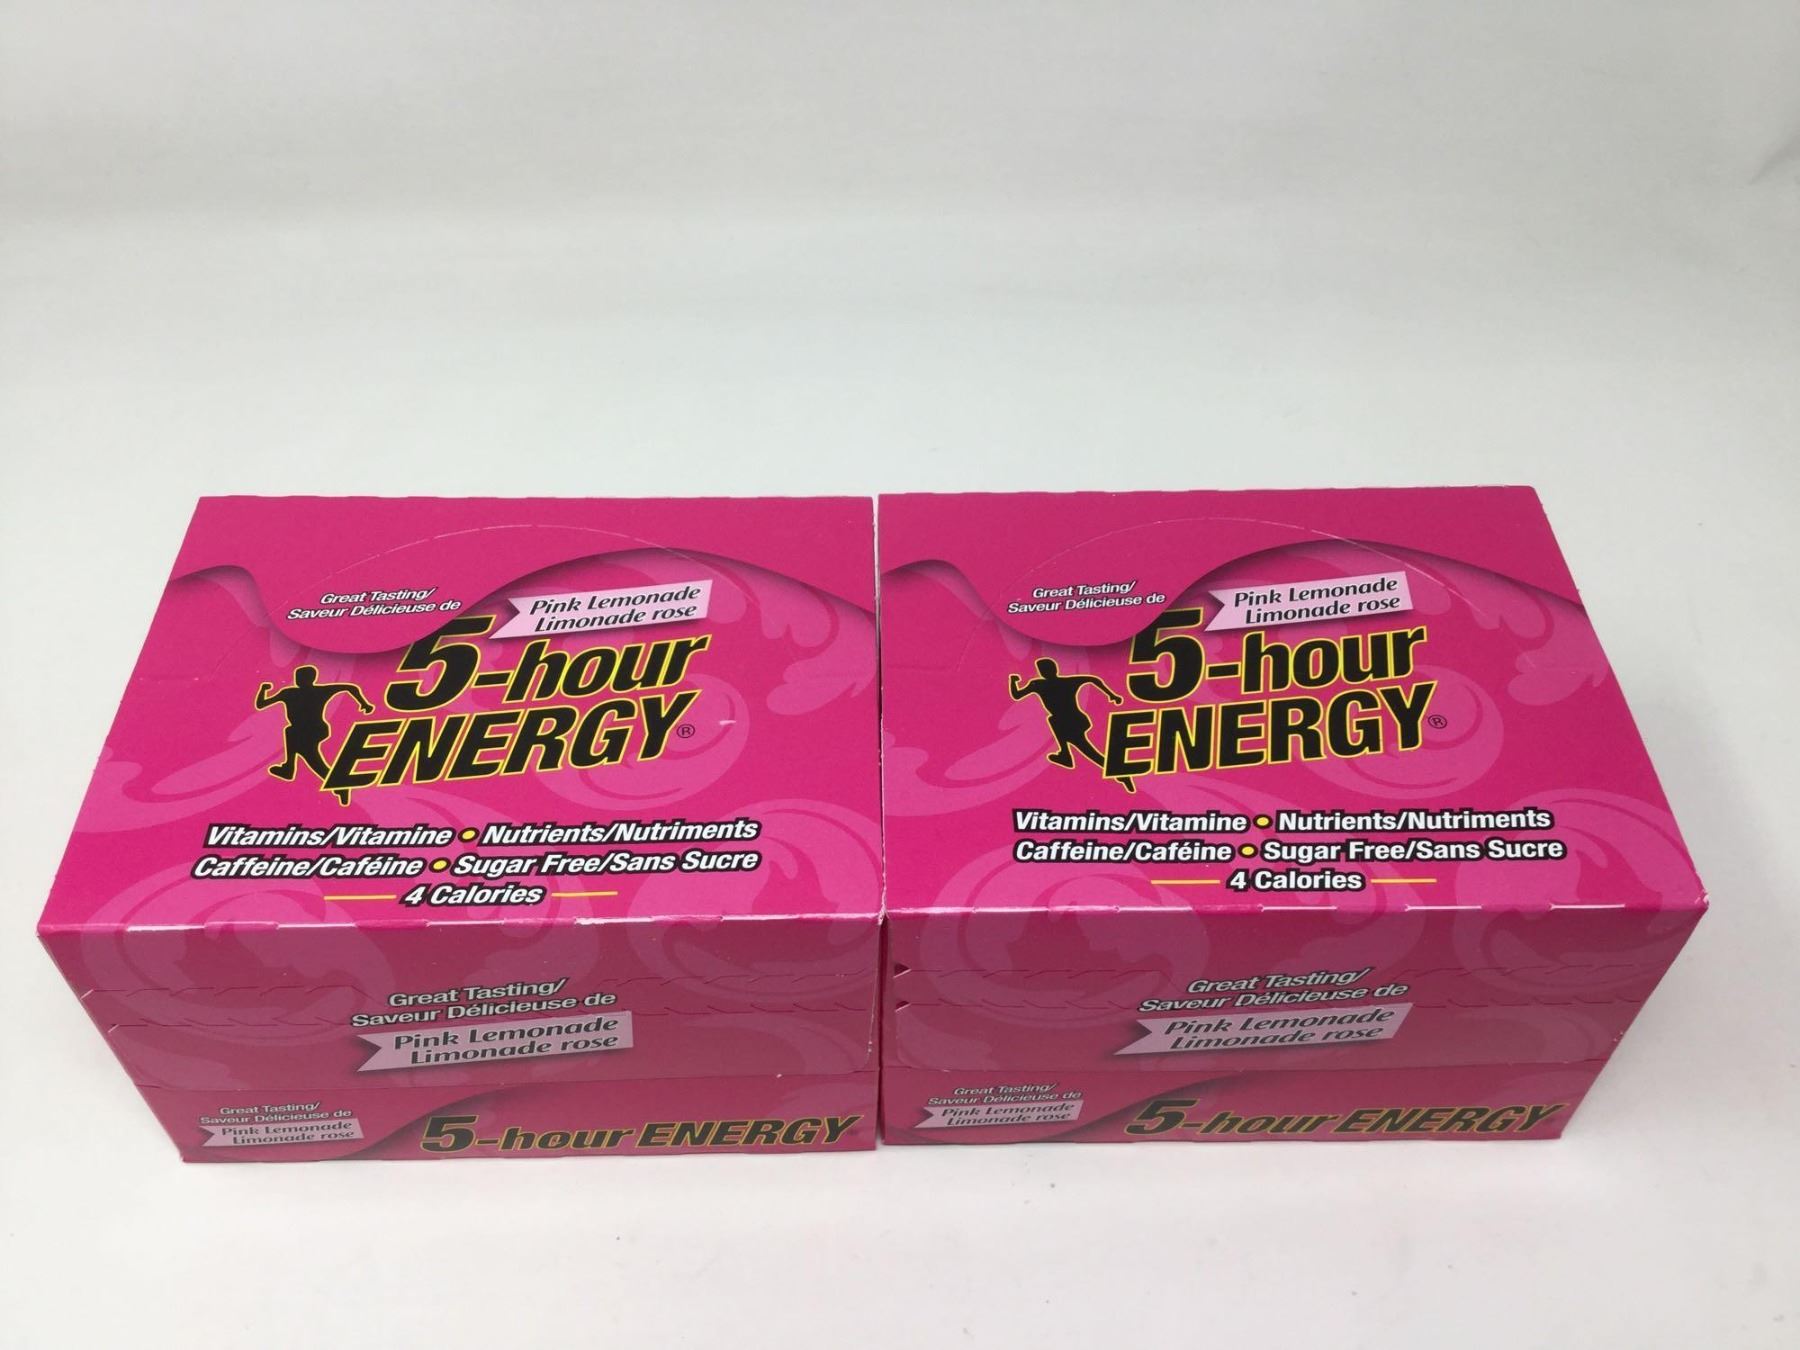 Great Tasting/
Saveur Délicieuse de
Pink Lemonade
Limonade rose
5-hour
ENERGY®
Vitamins/Vitamine • Nutrients/Nutriments
Caffeine/Caféine • Sugar Free/Sans Sucre
4 Calories
Great Tasting/
Saveur Délicieuse de
Pink Lemonade
Limonade rose
Great Tasting/
Saveur Délicieuse de
Pink Lemonade
Limonade rose
5-hour ENERGY
Great Tasting/
Saveur Délicieuse de
Pink Lemonade
Limonade rose
5-hour
ENERGY®
Vitamins/Vitamine • Nutrients/Nutriments
Caffeine/Caféine • Sugar Free/Sans Sucre
4 Calories
Great Tasting/
Saveur Délicieuse de
Pink Lemonade
Limonade rose
Great Tasting/
Saveur Délicieuse de
Pink Lemonade
Limonade rose
5-hour ENERGY